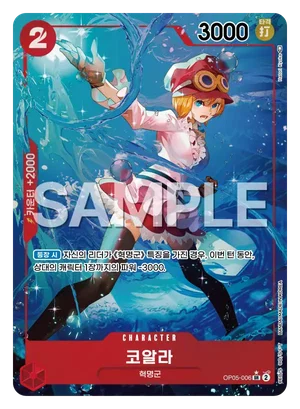 2
3000
타격
打
카운터 +2000
SAMPLE
등장 시 자신의 리더가 《혁명군》 특징을 가진 경우, 이번 턴 동안,
상대의 캐릭터 1장까지의 파워 -3000.
CHARACTER
코알라
혁명군
OP05-006 2